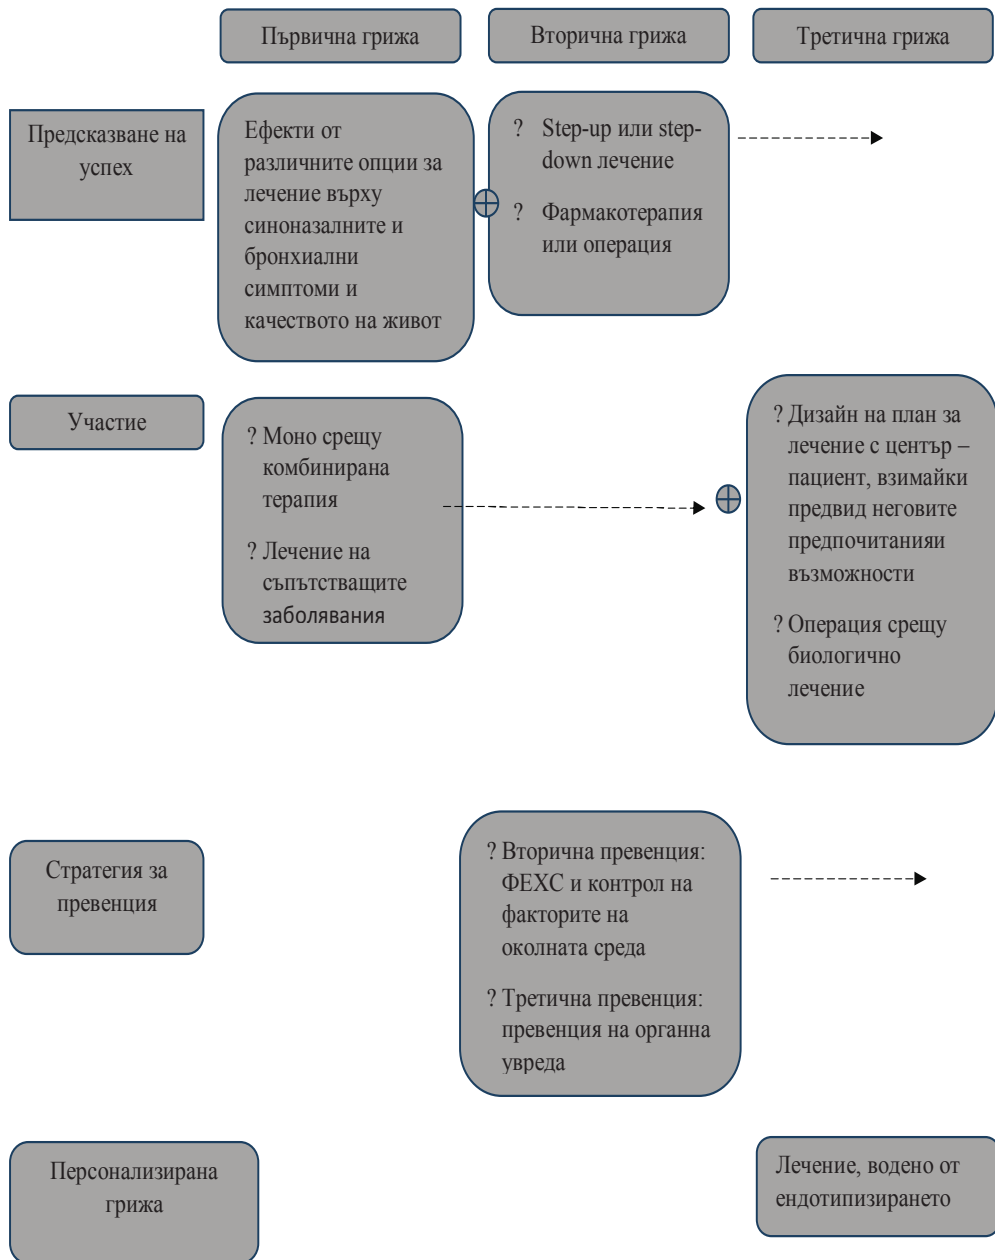 Първична грижа
Вторична грижа
Третична грижа
Предсказване на
успех
Ефекти от
различните опции за
лечение върху
синоназалните и
бронхиални
симптоми и
качеството на живот
? Step-up или step-
down лечение
? Фармакотерапия
или операция
Участие
? Моно срещу
комбинирана
терапия
? Лечение на
съпътстващите
заболявания
? Дизайн на план за
лечение с център –
пациент, взимайки
предвид неговите
предпочитанияи
възможности
? Операция срещу
биологично
лечение
Стратегия за
превенция
? Вторична превенция:
ФЕХС и контрол на
факторите на
околната среда
? Третична превенция:
превенция на органна
увреда
Персонализирана
грижа
Лечение, водено от
ендотипизирането